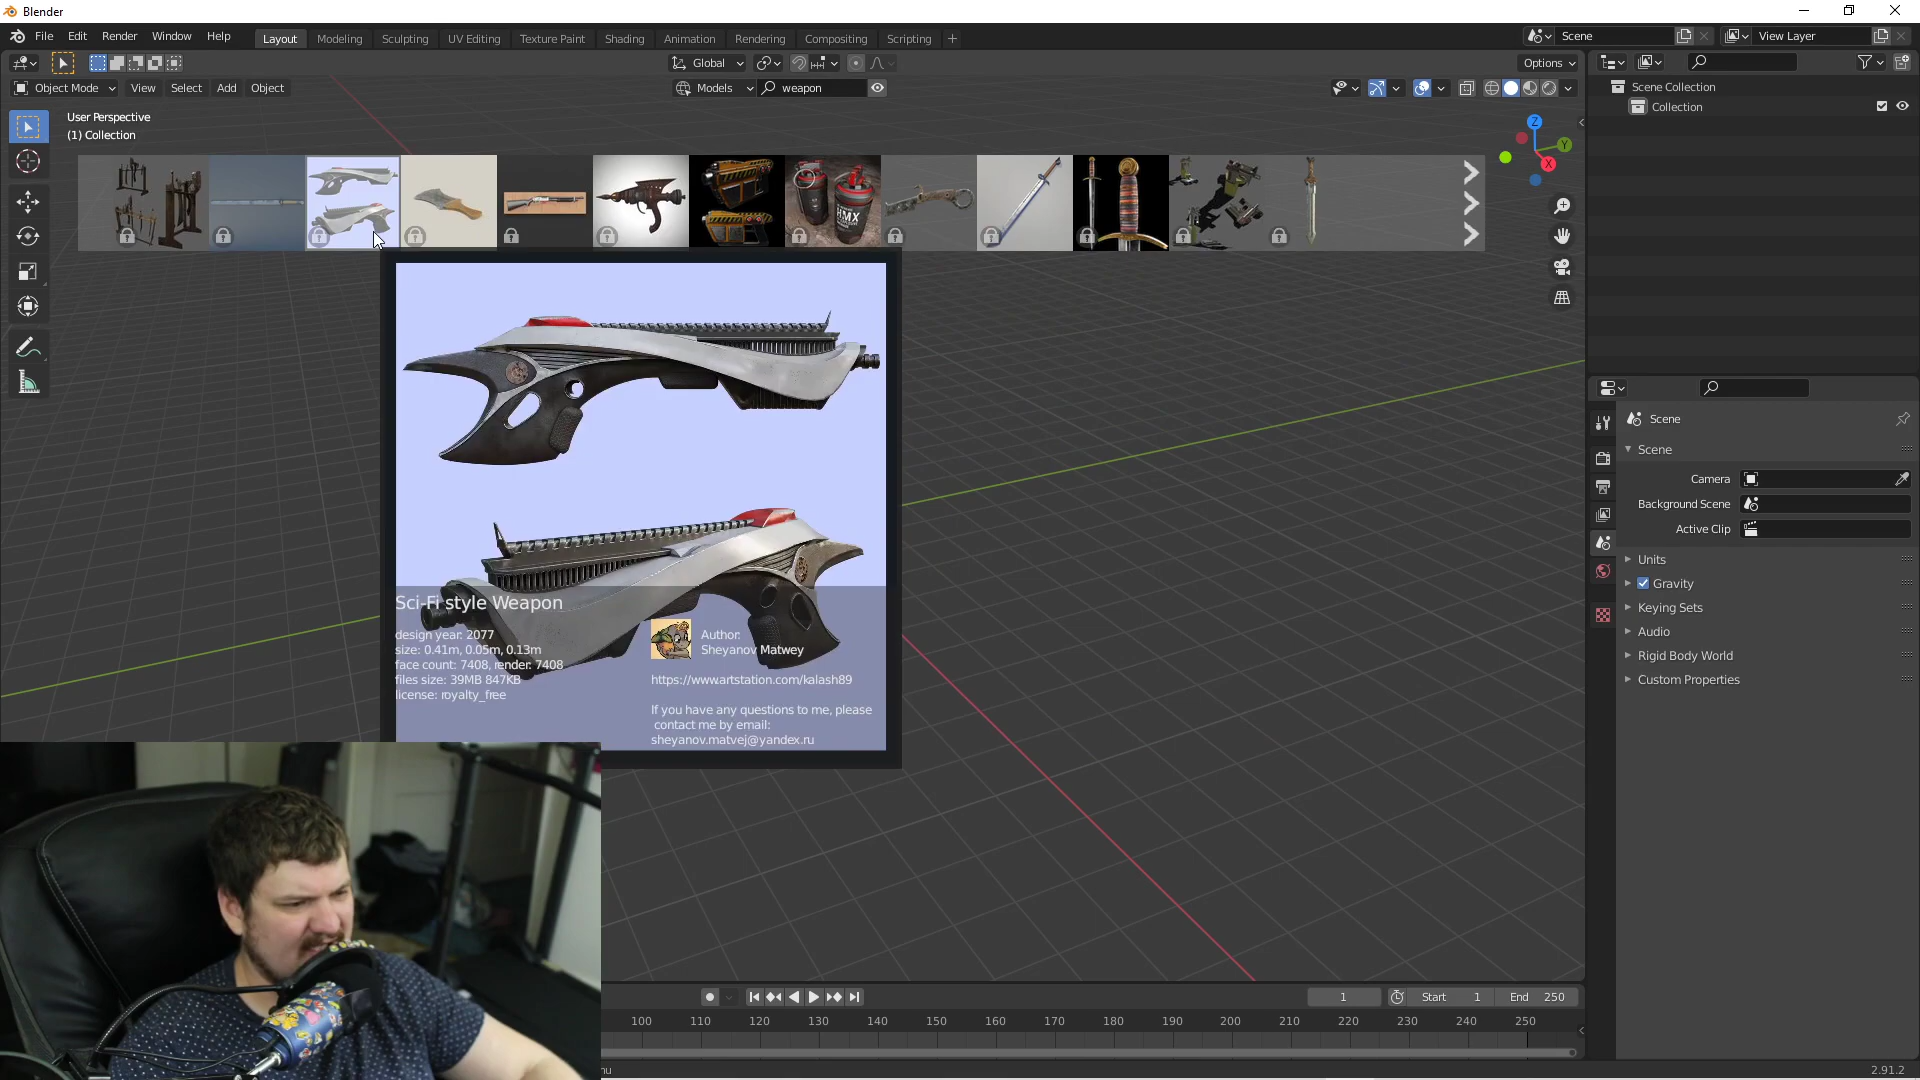 Blender
File Edit Render Window Help
Layout Modeling Sculpting UV Editing Texture Paint Shading Animation Rendering Compositing Scripting +
Scene
View Layer
Global
Options
Object Mode View Select Add Object
Models weapon
User Perspective
(1) Collection
Scene Collection
Collection
Z
Y
X
HMX
Sci-Fi style Weapon
design year: 2077
size: 0.41m, 0.05m, 0.13m
face count: 7408, render: 7408
files size: 39MB 847KB
license: royalty_free
Author:
Sheyanov Matwey
https://www.artstation.com/kalash89
If you have any questions to me, please
contact me by email:
sheyanov.matvej@yandex.ru
Scene
Scene
Camera
Background Scene
Active Clip
Units
Gravity
Keying Sets
Audio
Rigid Body World
Custom Properties
1 Start 1 End 250
100 110 120 130 140 150 160 170 180 190 200 210 220 230 240 250
nu
2.91.2